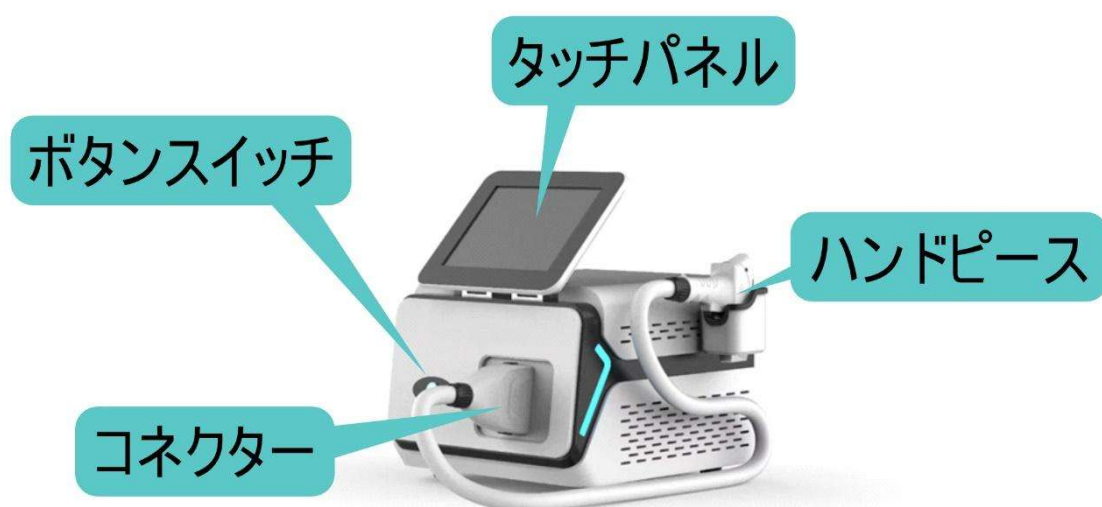 タッチパネル
ボタンスイッチ
ハンドピース
コネクター